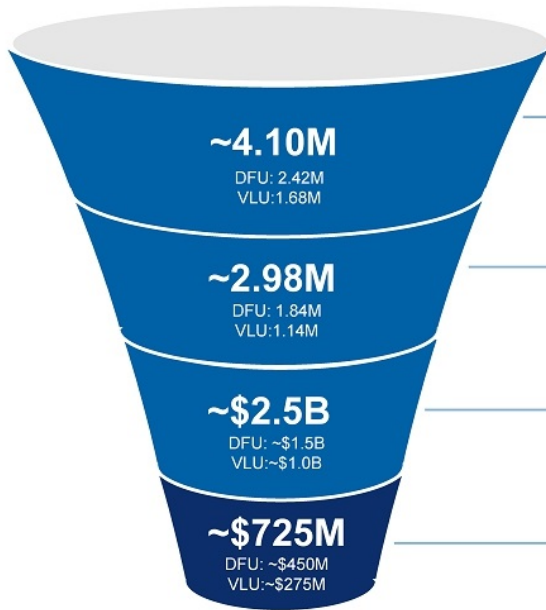 ~4.10M
DFU: 2.42M
VLU:1.68M
~2.98M
DFU: 1.84M
VLU:1.14M
~$2.5B
DFU: ~$1.5B
VLU:~$1.0B
~$725M
DFU: ~$450M
VLU:~$275M